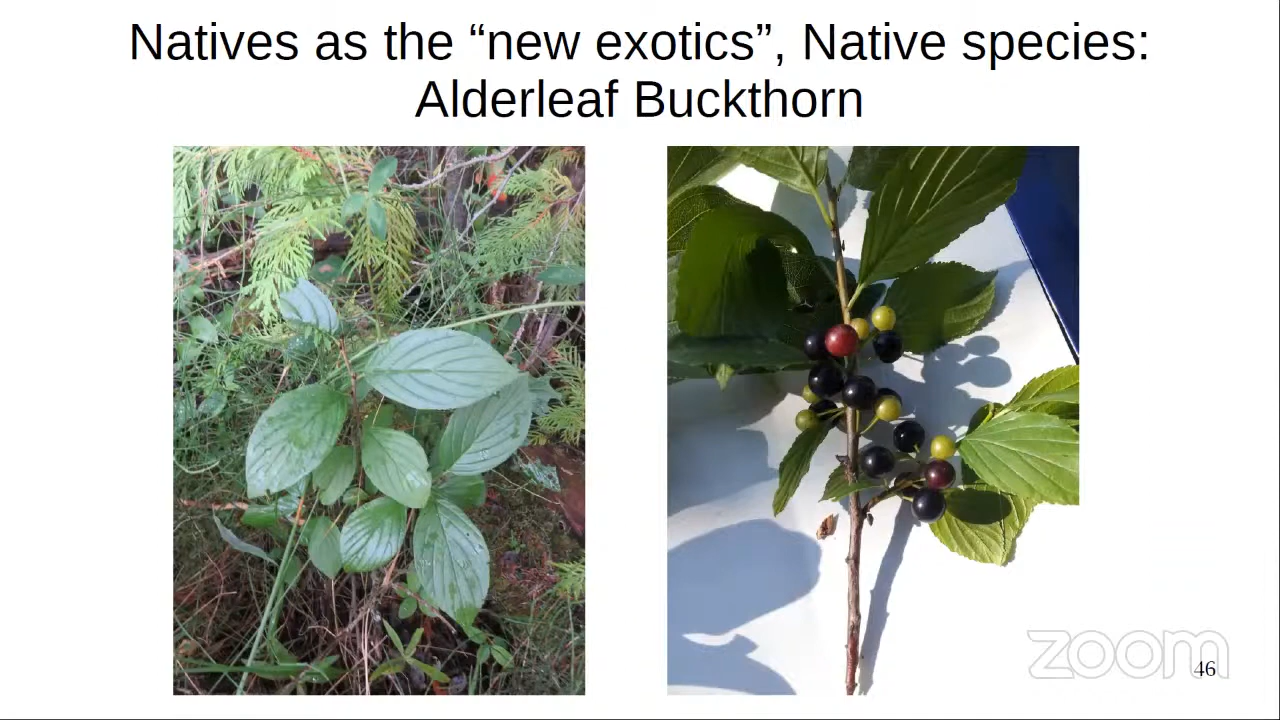 Natives as the “new exotics”, Native species:
Alderleaf Buckthorn
zoom
46